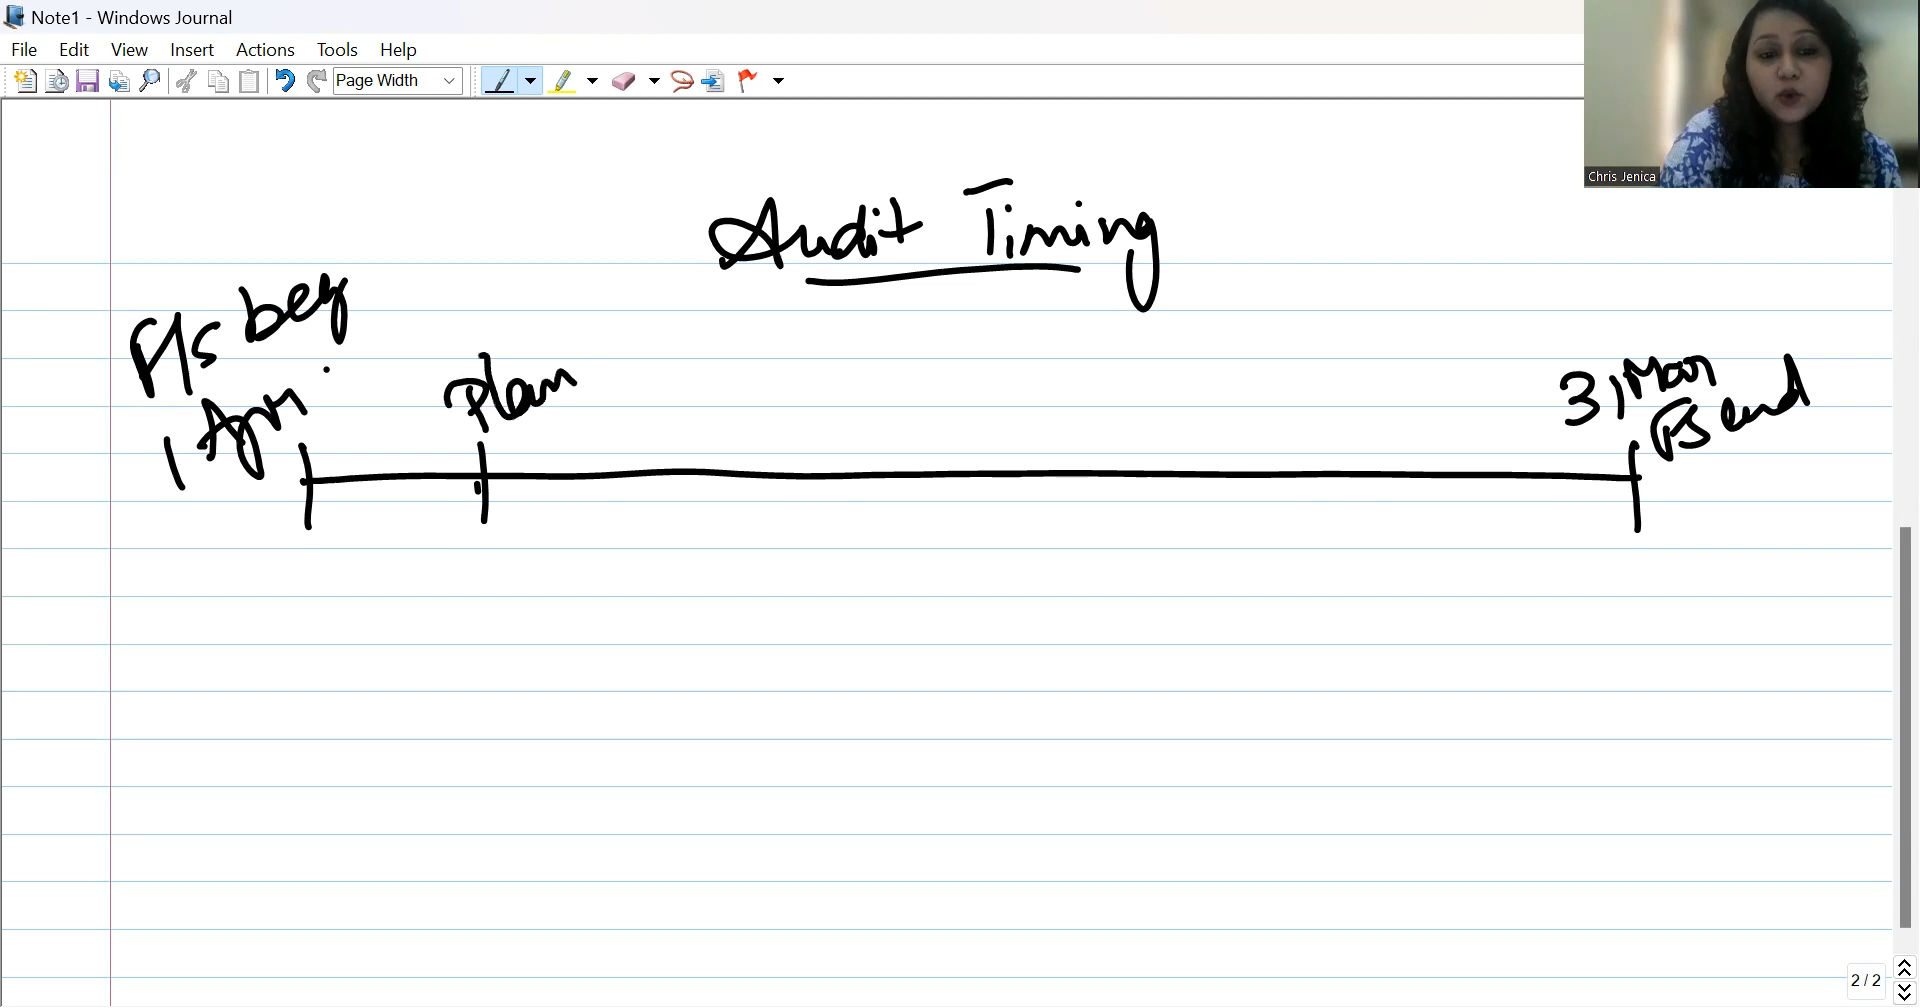 Note1 - Windows Journal
File Edit View Insert Actions Tools Help
Page Width
Chris Jenica
Audit Timing
F/s beg
1 April
Plan
31 Mar
FS end
2 / 2